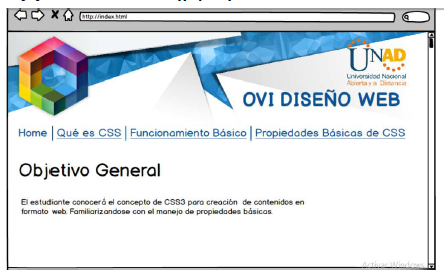 http://index.html
UNAD
Universidad Nacional
Abierta y a Distancia
OVI DISEÑO WEB
Home | Qué es CSS | Funcionamiento Básico | Propiedades Básicas de CSS
Objetivo General
El estudiante conocerá el concepto de CSS3 para creación de contenidos en
formato web. Familiarizandose con el manejo de propiedades básicas.
Activar Windows